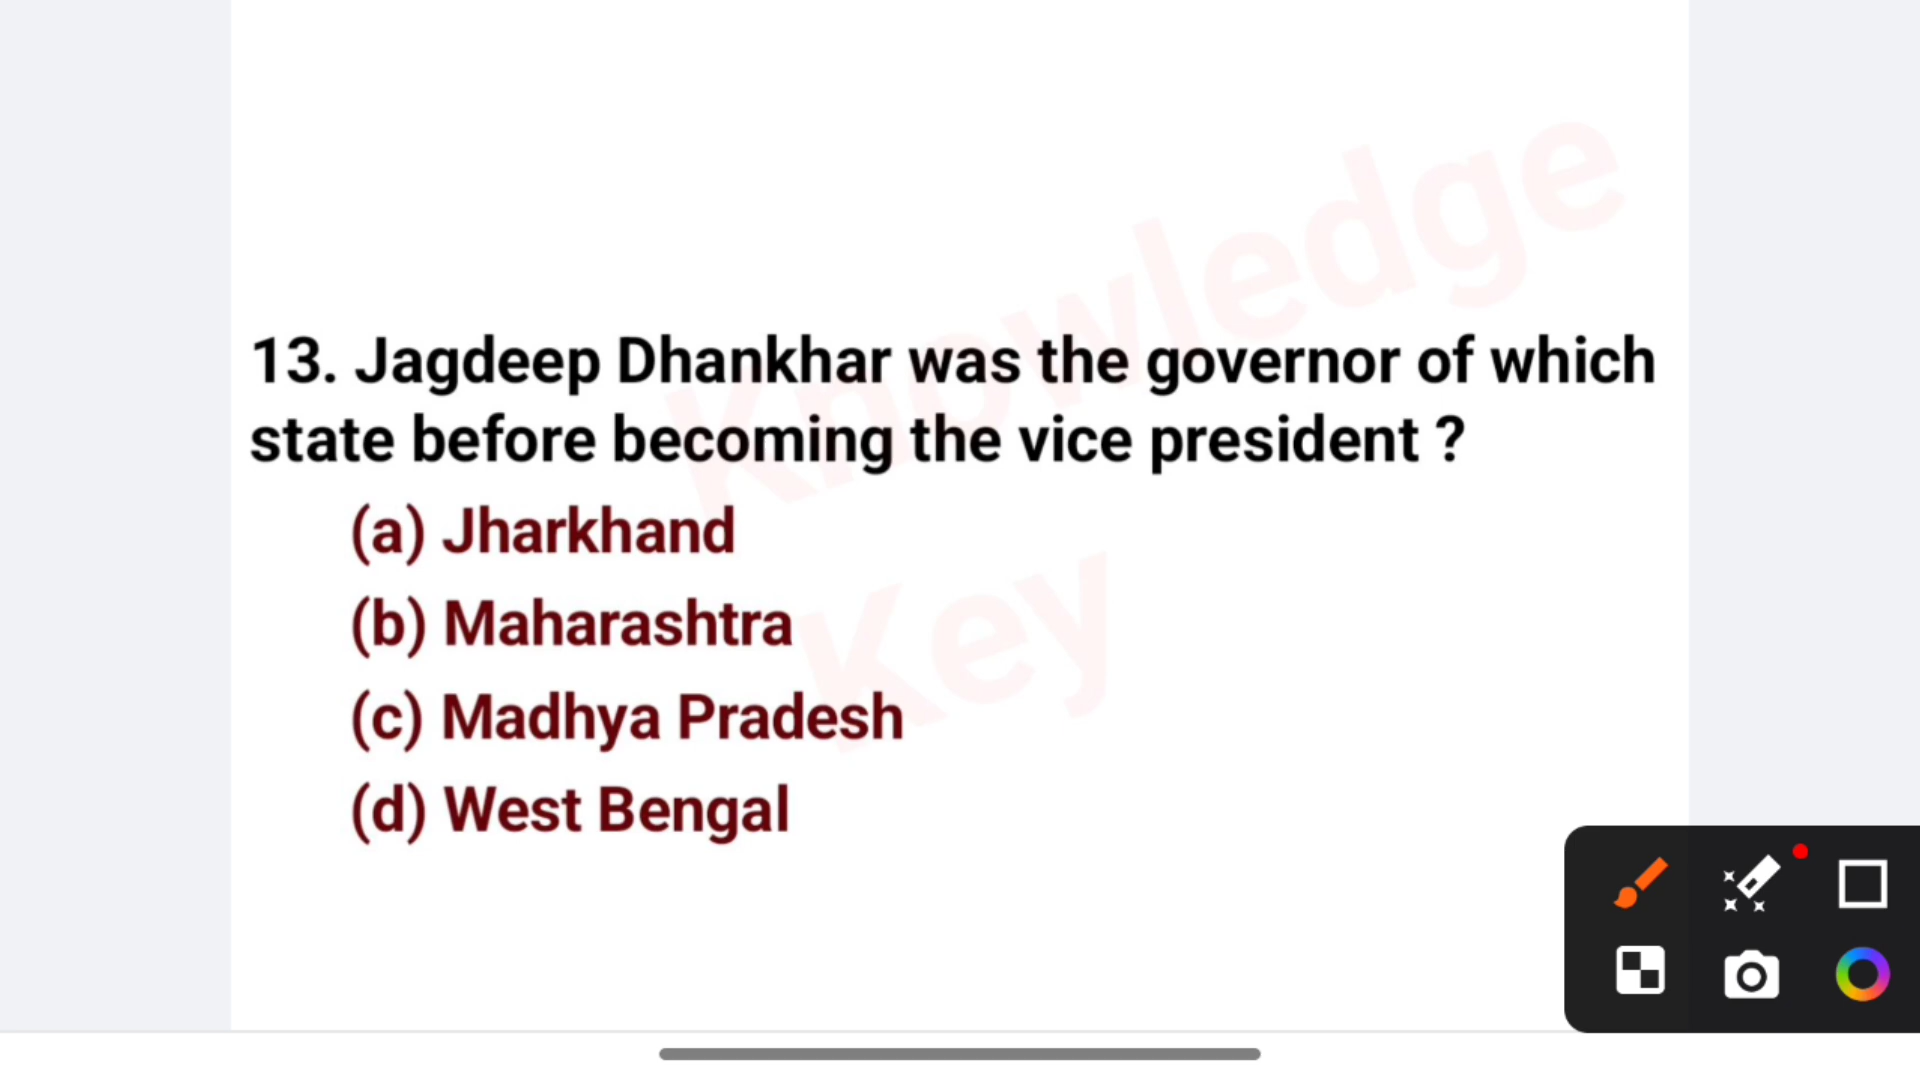 13. Jagdeep Dhankhar was the governor of which
state before becoming the vice president ?
(a) Jharkhand
(b) Maharashtra
(c) Madhya Pradesh
(d) West Bengal
Knowledge
Key